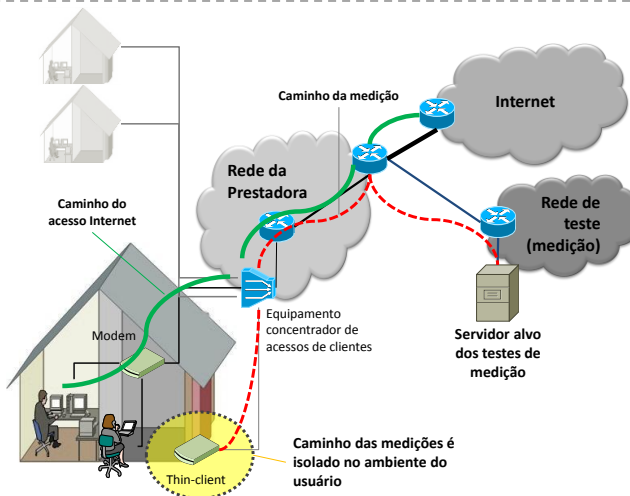 Caminho da medição
Internet
Rede da
Prestadora
Caminho do
acesso Internet
Rede de
teste
(medição)
Modem
Equipamento
concentrador de
acessos de clientes
Servidor alvo
dos testes de
medição
Thin-client
Caminho das medições é
isolado no ambiente do
usuário